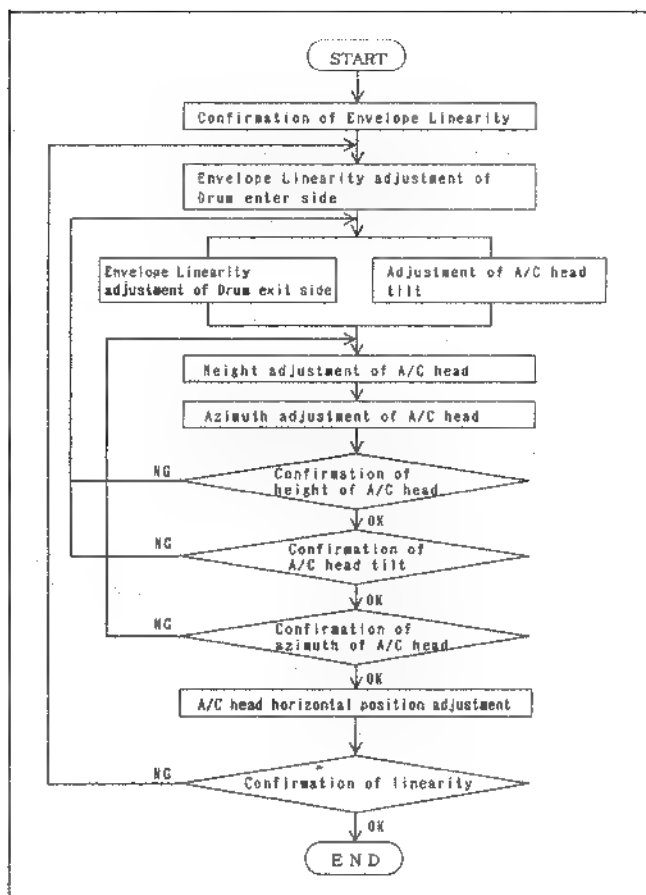 START
Confirmation of Envelope Linearity
Envelope Linearity adjustment of
Drum enter side
Envelope Linearity
adjustment of Drum exit side
Adjustment of A/C head
tilt
Height adjustment of A/C head
Azimuth adjustment of A/C head
NG
Confirmation of
height of A/C head
OK
NG
Confirmation of
A/C head tilt
OK
NG
Confirmation of
azimuth of A/C head
OK
A/C head horizontal position adjustment
NG
Confirmation of linearity
OK
END